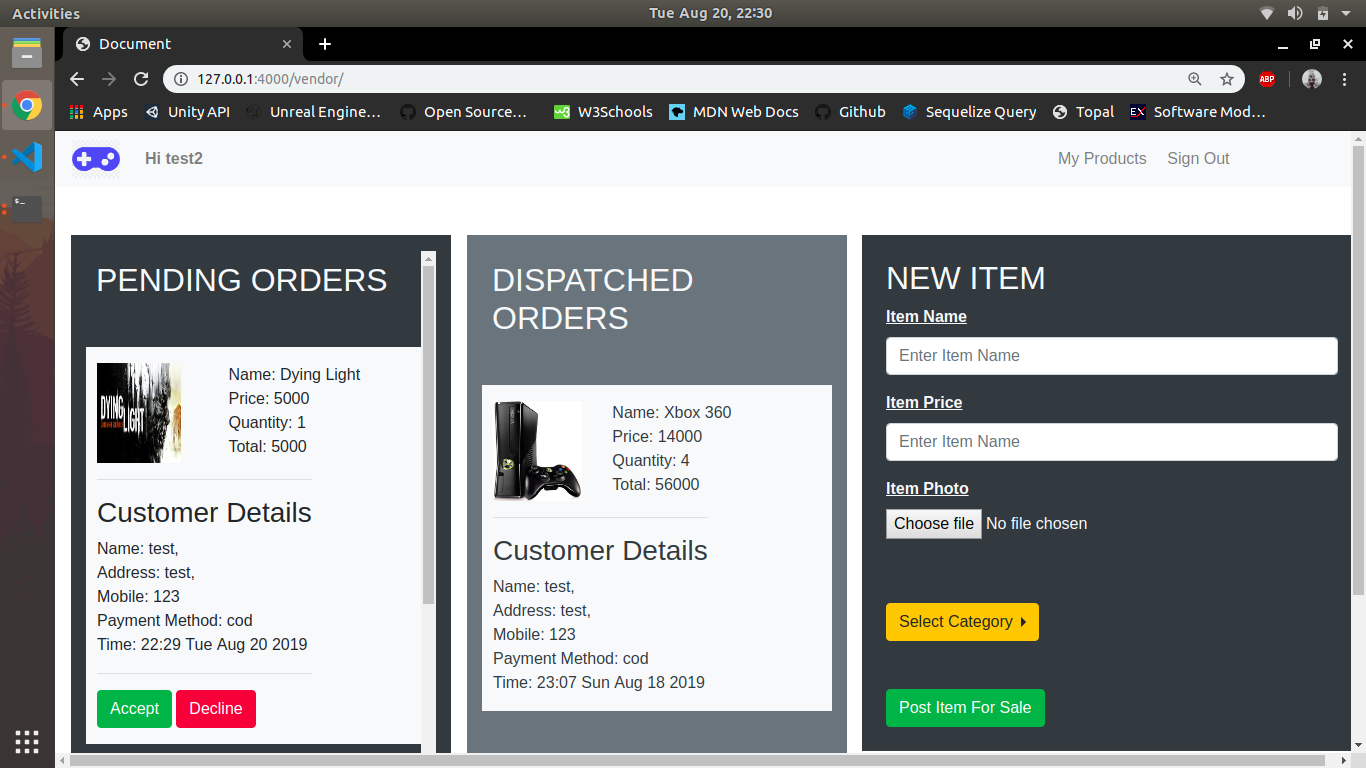 Activities
Tue Aug 20, 22:30
Document
127.0.0.1:4000/vendor/
ABP
Apps
Unity API
Unreal Engine…
Open Source…
W3Schools
MDN Web Docs
Github
Sequelize Query
Topal
EX
Software Mod…
Hi test2
My Products
Sign Out
PENDING ORDERS
DYING LIGHT
Name: Dying Light
Price: 5000
Quantity: 1
Total: 5000
Customer Details
Name: test,
Address: test,
Mobile: 123
Payment Method: cod
Time: 22:29 Tue Aug 20 2019
Accept
Decline
DISPATCHED
ORDERS
Name: Xbox 360
Price: 14000
Quantity: 4
Total: 56000
Customer Details
Name: test,
Address: test,
Mobile: 123
Payment Method: cod
Time: 23:07 Sun Aug 18 2019
NEW ITEM
Item Name
Enter Item Name
Item Price
Enter Item Name
Item Photo
Choose file No file chosen
Select Category
Post Item For Sale